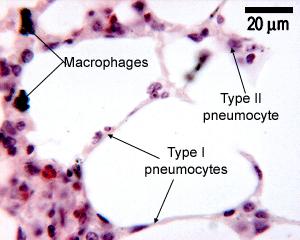 20 µm
Macrophages
Type II
pneumocyte
Type I
pneumocytes